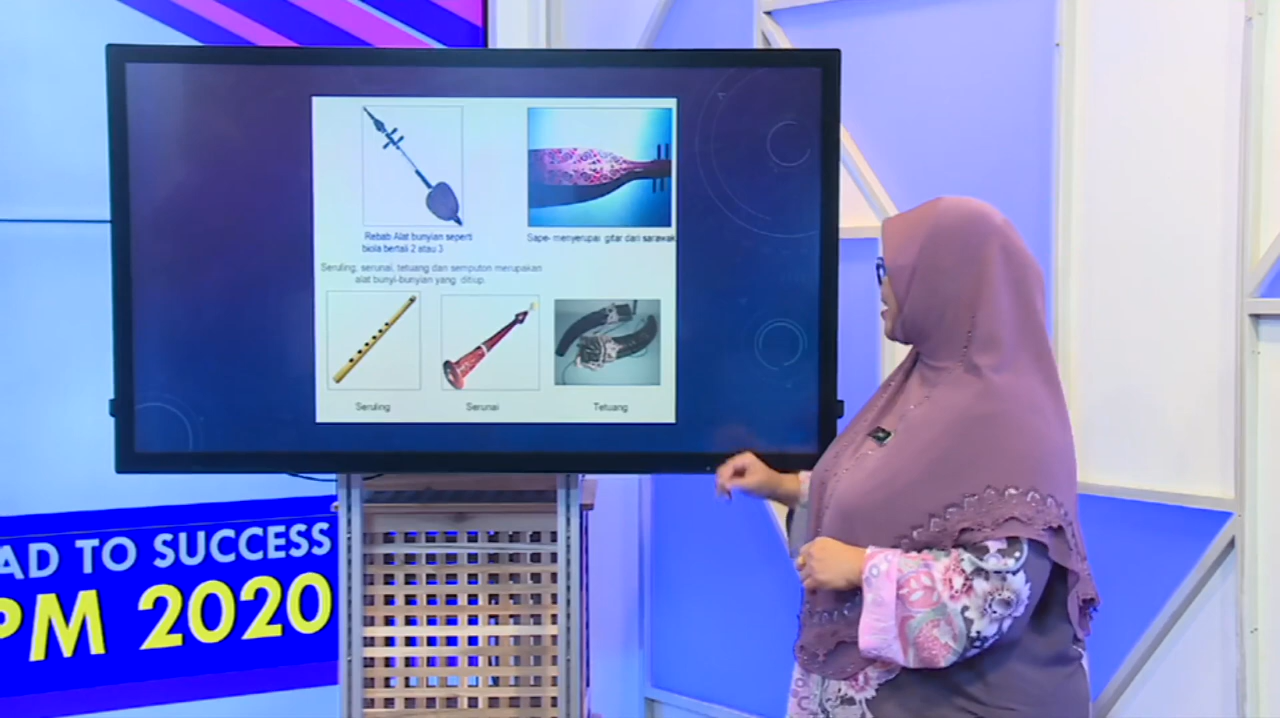 Rebab Alat bunyian seperti
biola bertali 2 atau 3
Sape- menyerupai gitar dari sarawak
Seruling, serunai, tetuang dan semputon merupakan
alat bunyi-bunyian yang ditiup.
Seruling
Serunai
Tetuang
AD TO SUCCESS
PM 2020